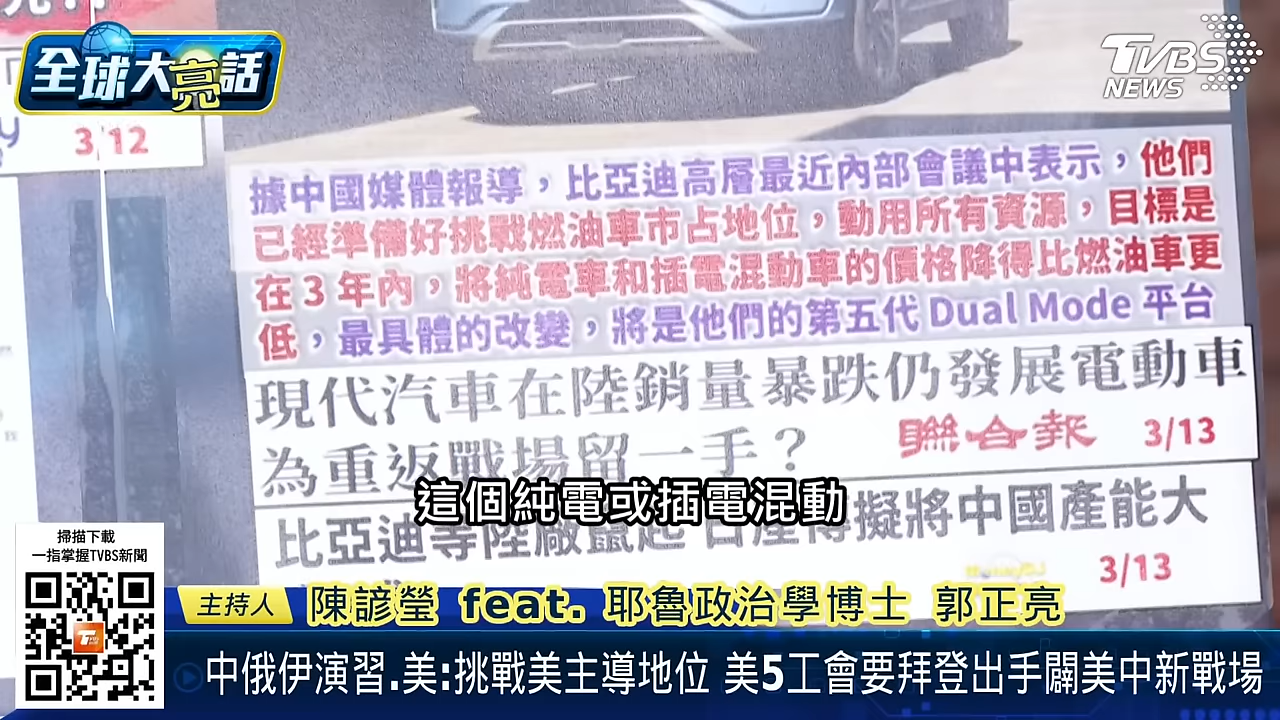 全球大亮話
TVBS
NEWS
3/12
據中國媒體報導，比亞迪高層最近內部會議中表示，他們
已經準備好挑戰燃油車市占地位，動用所有資源，目標是
在3年內，將純電車和插電混動車的價格降得比燃油車更
低，最具體的改變，將是他們的第五代 Dual Mode 平台
現代汽車在陸銷量暴跌仍發展電動車
為重返戰場留一手？
聯合報 3/13
這個純電或插電混動
比亞迪等陸廠竄起 日產傳擬將中國產能大
3/13
掃描下載
一指掌握TVBS新聞
主持人 陳諺瑩 feat. 耶魯政治學博士 郭正亮
中俄伊演習.美:挑戰美主導地位 美5工會要拜登出手闢美中新戰場